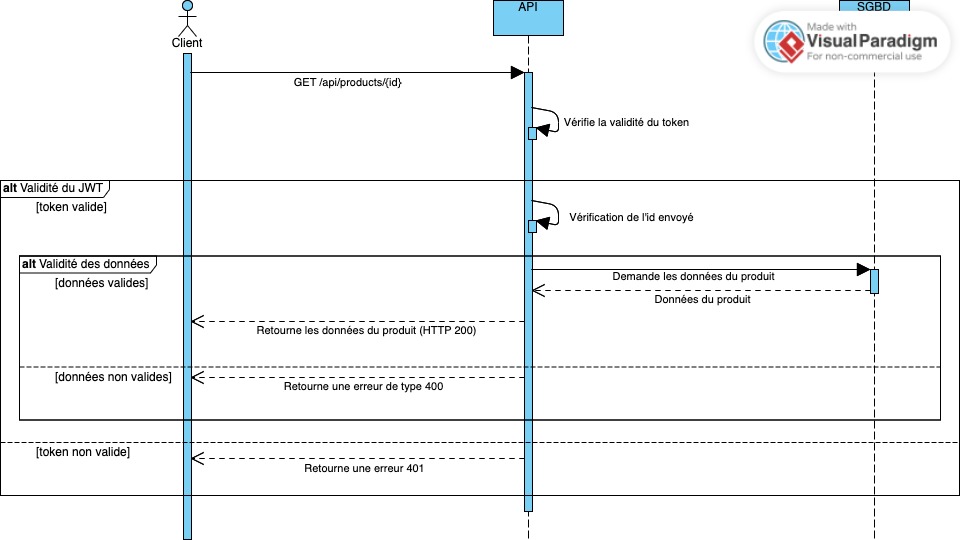 API
SGBD
Made with
VisualParadigm
For non-commercial use
Client
GET /api/products/{id}
Vérifie la validité du token
alt Validité du JWT
[token valide]
Vérification de l'id envoyé
alt Validité des données
[données valides]
Demande les données du produit
Données du produit
Retourne les données du produit (HTTP 200)
[données non valides]
Retourne une erreur de type 400
[token non valide]
Retourne une erreur 401